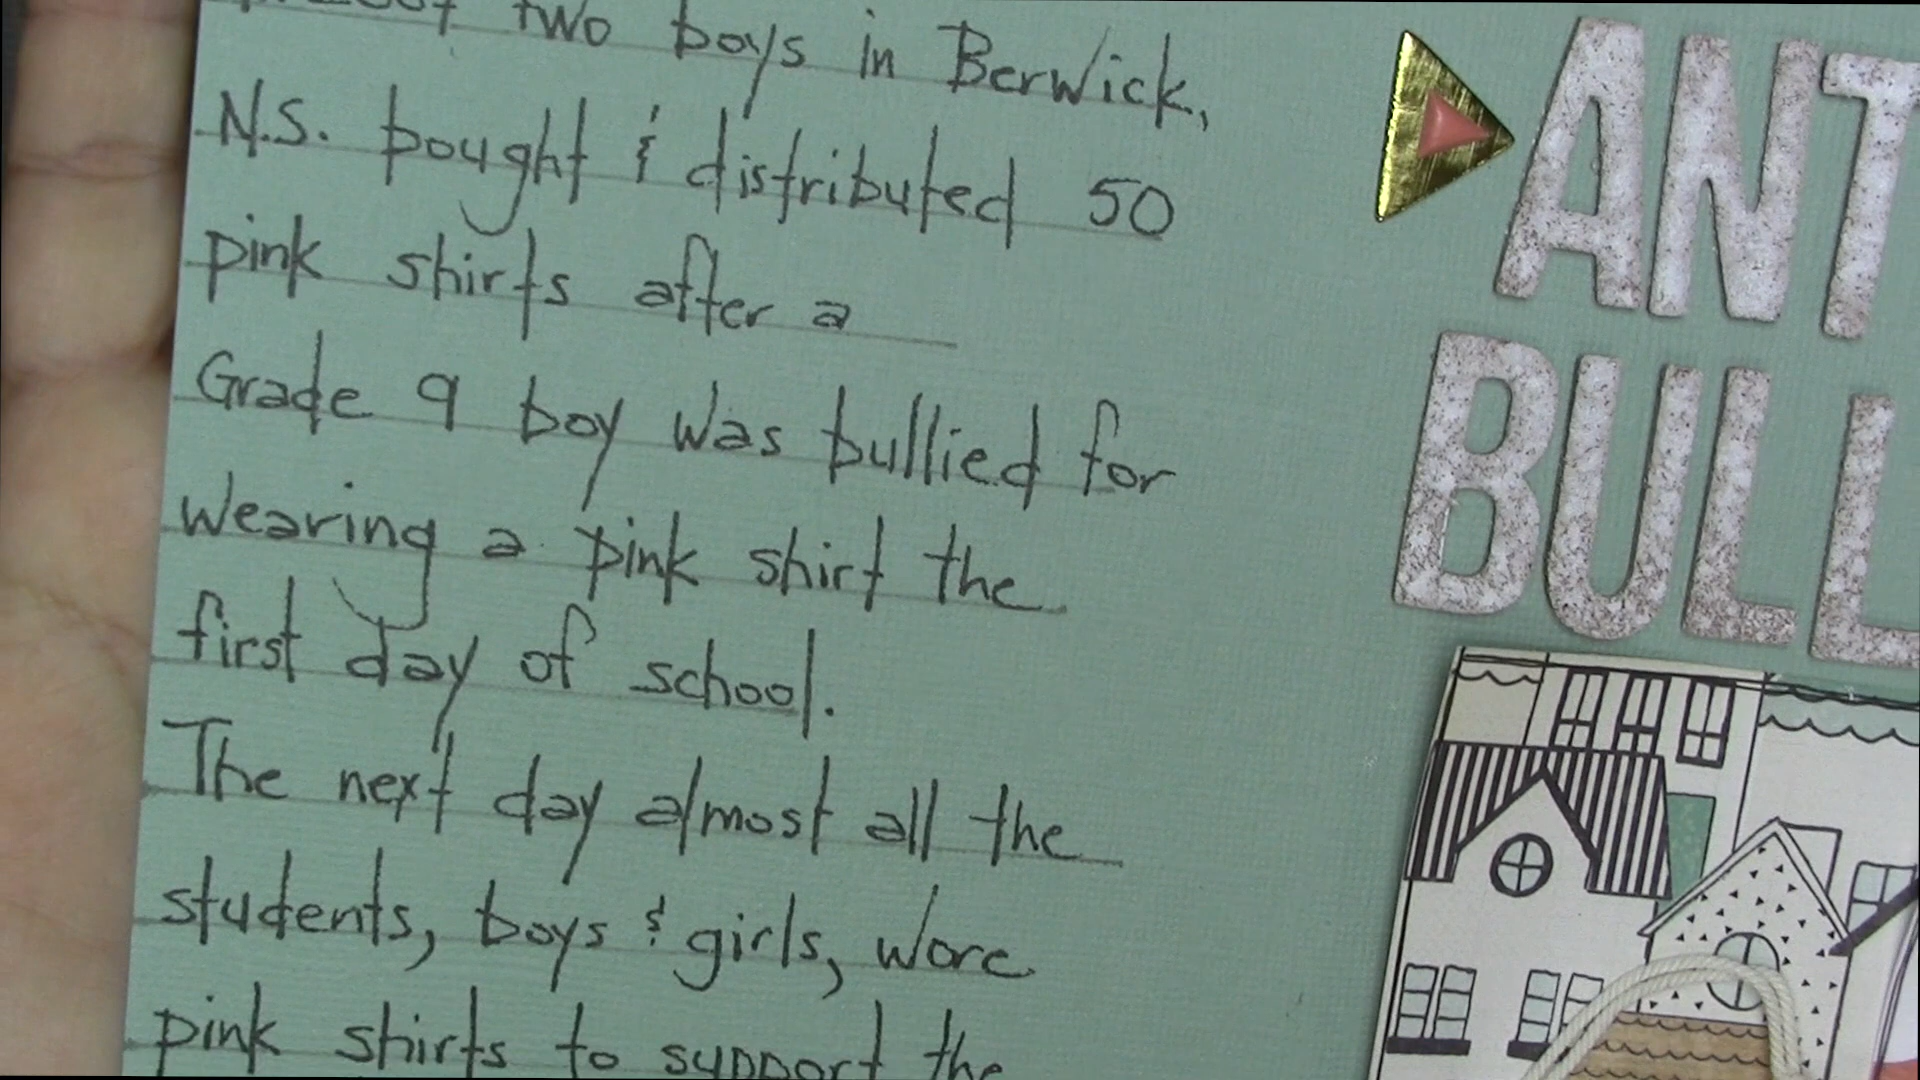 two boys in Berwick,
N.S. bought & distributed 50
pink shirts after a
Grade 9 boy was bullied for
wearing a pink shirt the
first day of school.
The next day almost all the
students, boys & girls, wore
pink shirts to support the
ANT
BULL